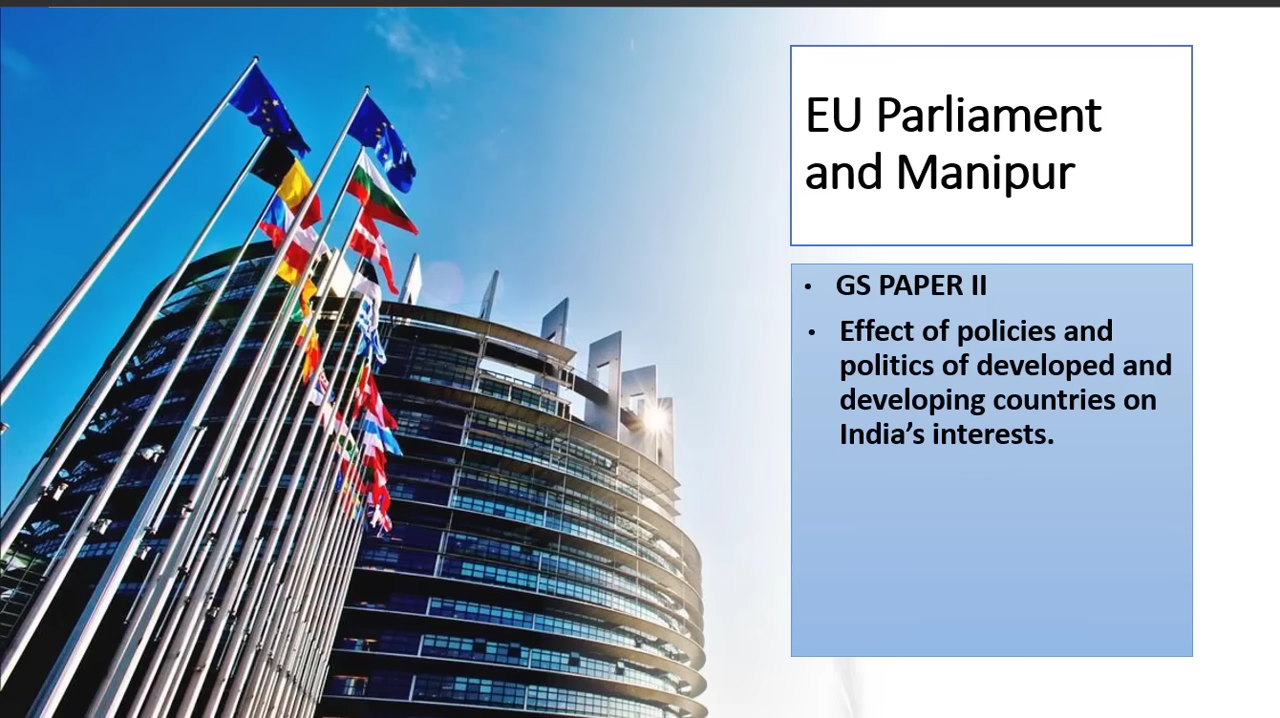 EU Parliament
and Manipur
• GS PAPER II
• Effect of policies and
politics of developed and
developing countries on
India’s interests.